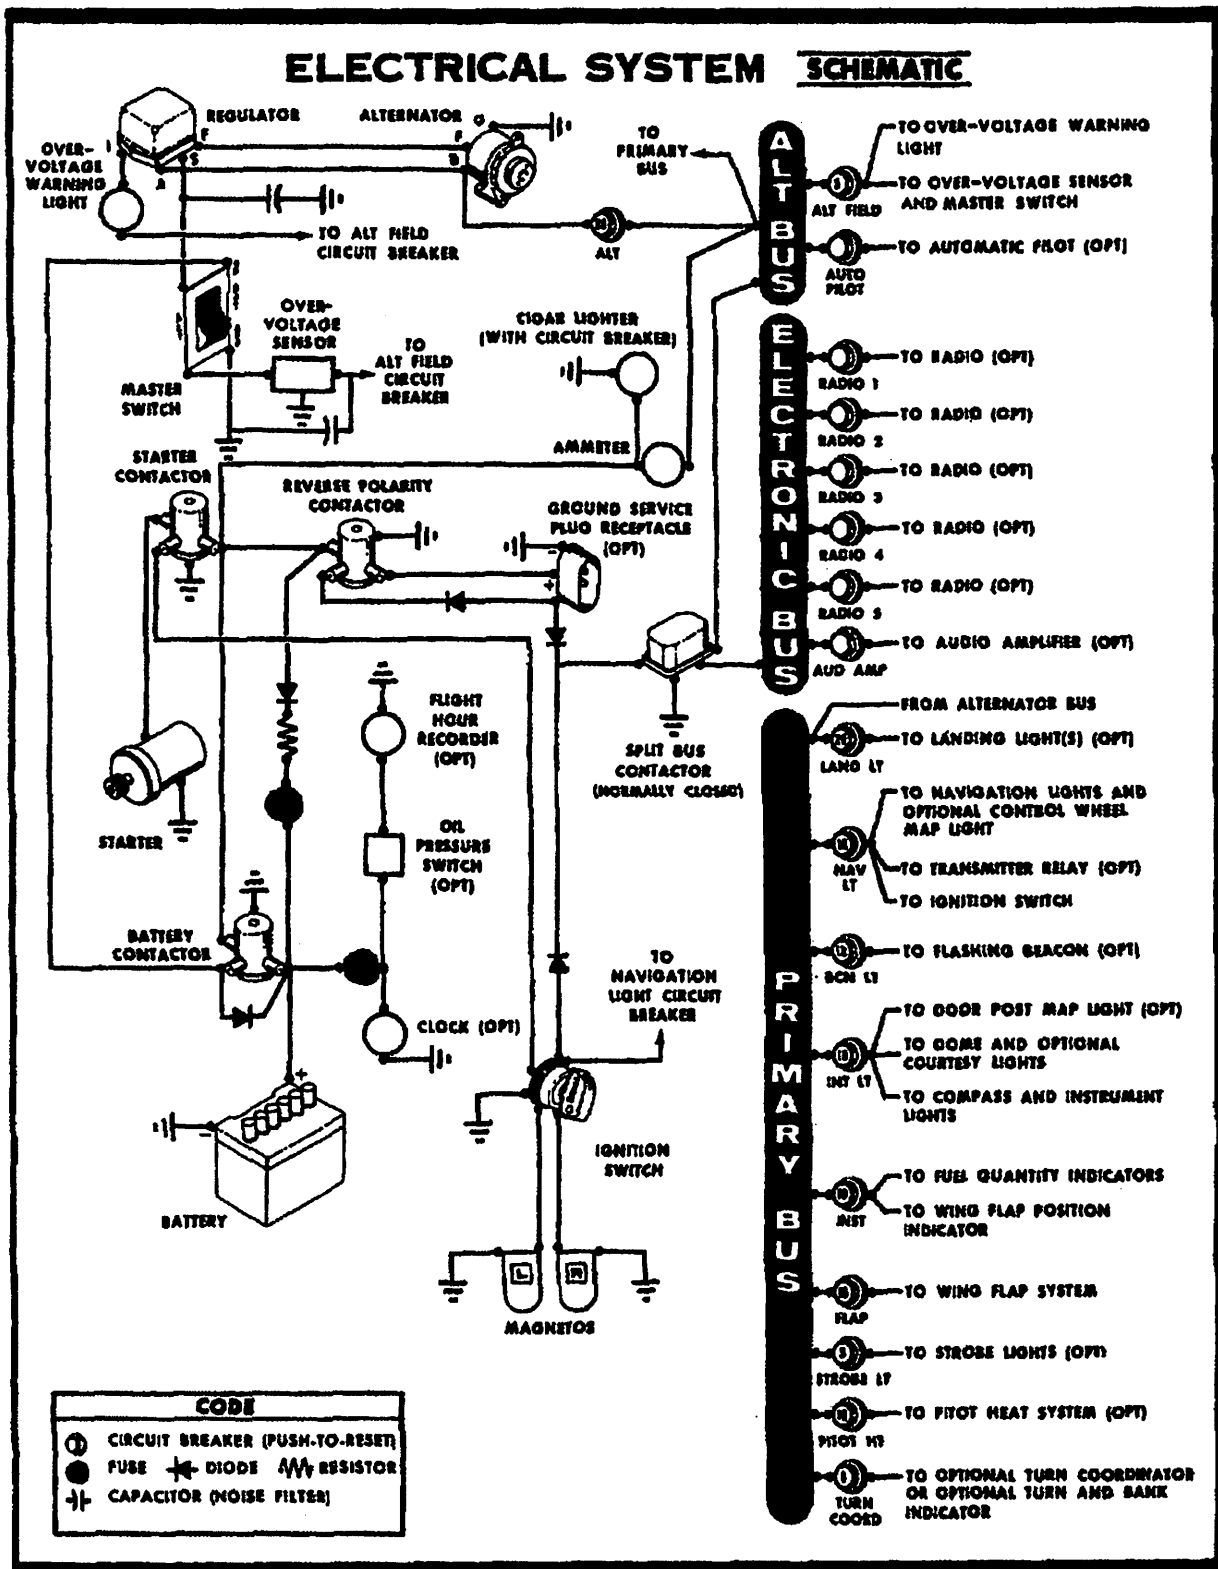 ELECTRICAL SYSTEM SCHEMATIC
REGULATOR
ALTERNATOR
G
F
F
I
S
A
B
OVER-
VOLTAGE
WARNING
LIGHT
TO
PRIMARY
BUS
TO ALT FIELD
CIRCUIT BREAKER
ALT
OVER-
VOLTAGE
SENSOR
TO
ALT FIELD
CIRCUIT
BREAKER
MASTER
SWITCH
CIGAR LIGHTER
(WITH CIRCUIT BREAKER)
AMMETER
STARTER
CONTACTOR
REVERSE POLARITY
CONTACTOR
GROUND SERVICE
PLUG RECEPTACLE
(OPT)
-
+
FLIGHT
HOUR
RECORDER
(OPT)
SPLIT BUS
CONTACTOR
(NORMALLY CLOSED)
STARTER
OIL
PRESSURE
SWITCH
(OPT)
BATTERY
CONTACTOR
TO
NAVIGATION
LIGHT CIRCUIT
BREAKER
CLOCK (OPT)
+
-
BATTERY
IGNITION
SWITCH
L
R
MAGNETOS
ALT BUS
ALT FIELD
TO OVER-VOLTAGE WARNING
LIGHT
TO OVER-VOLTAGE SENSOR
AND MASTER SWITCH
AUTO
PILOT
TO AUTOMATIC PILOT (OPT)
ELECTRONIC BUS
RADIO 1
TO RADIO (OPT)
RADIO 2
TO RADIO (OPT)
RADIO 3
TO RADIO (OPT)
RADIO 4
TO RADIO (OPT)
RADIO 5
TO RADIO (OPT)
AUD AMP
TO AUDIO AMPLIFIER (OPT)
PRIMARY BUS
FROM ALTERNATOR BUS
LAND LT
TO LANDING LIGHT(S) (OPT)
NAV
LT
TO NAVIGATION LIGHTS AND
OPTIONAL CONTROL WHEEL
MAP LIGHT
TO TRANSMITTER RELAY (OPT)
TO IGNITION SWITCH
BCN LT
TO FLASHING BEACON (OPT)
INT LT
TO DOOR POST MAP LIGHT (OPT)
TO DOME AND OPTIONAL
COURTESY LIGHTS
TO COMPASS AND INSTRUMENT
LIGHTS
INST
TO FUEL QUANTITY INDICATORS
TO WING FLAP POSITION
INDICATOR
FLAP
TO WING FLAP SYSTEM
STROBE LT
TO STROBE LIGHTS (OPT)
PITOT HT
TO PITOT HEAT SYSTEM (OPT)
TURN
COORD
TO OPTIONAL TURN COORDINATOR
OR OPTIONAL TURN AND BANK
INDICATOR
CODE
CIRCUIT BREAKER (PUSH-TO-RESET)
FUSE DIODE RESISTOR
CAPACITOR (NOISE FILTER)